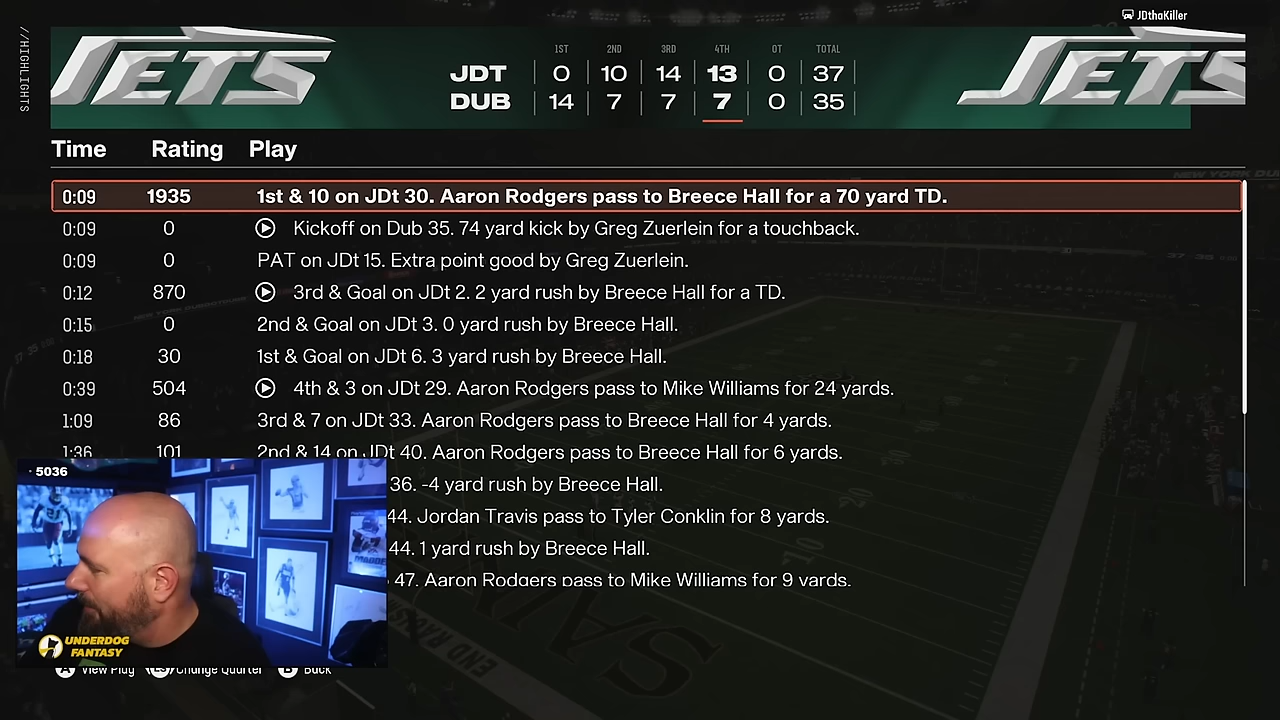 JDthaKiller
//HIGHLIGHTS
JETS
JETS
1ST 2ND 3RD 4TH OT TOTAL
JDT 0 10 14 13 0 37
DUB 14 7 7 7 0 35
Time Rating Play
0:09 1935 1st & 10 on JDt 30. Aaron Rodgers pass to Breece Hall for a 70 yard TD.
0:09 0 Kickoff on Dub 35. 74 yard kick by Greg Zuerlein for a touchback.
0:09 0 PAT on JDt 15. Extra point good by Greg Zuerlein.
0:12 870 3rd & Goal on JDt 2. 2 yard rush by Breece Hall for a TD.
0:15 0 2nd & Goal on JDt 3. 0 yard rush by Breece Hall.
0:18 30 1st & Goal on JDt 6. 3 yard rush by Breece Hall.
0:39 504 4th & 3 on JDt 29. Aaron Rodgers pass to Mike Williams for 24 yards.
1:09 86 3rd & 7 on JDt 33. Aaron Rodgers pass to Breece Hall for 4 yards.
1:36 101 2nd & 14 on JDt 40. Aaron Rodgers pass to Breece Hall for 6 yards.
36. -4 yard rush by Breece Hall.
44. Jordan Travis pass to Tyler Conklin for 8 yards.
44. 1 yard rush by Breece Hall.
47. Aaron Rodgers pass to Mike Williams for 9 yards.
5036
UNDERDOG
FANTASY
A View Play LS Change Quarter B Back